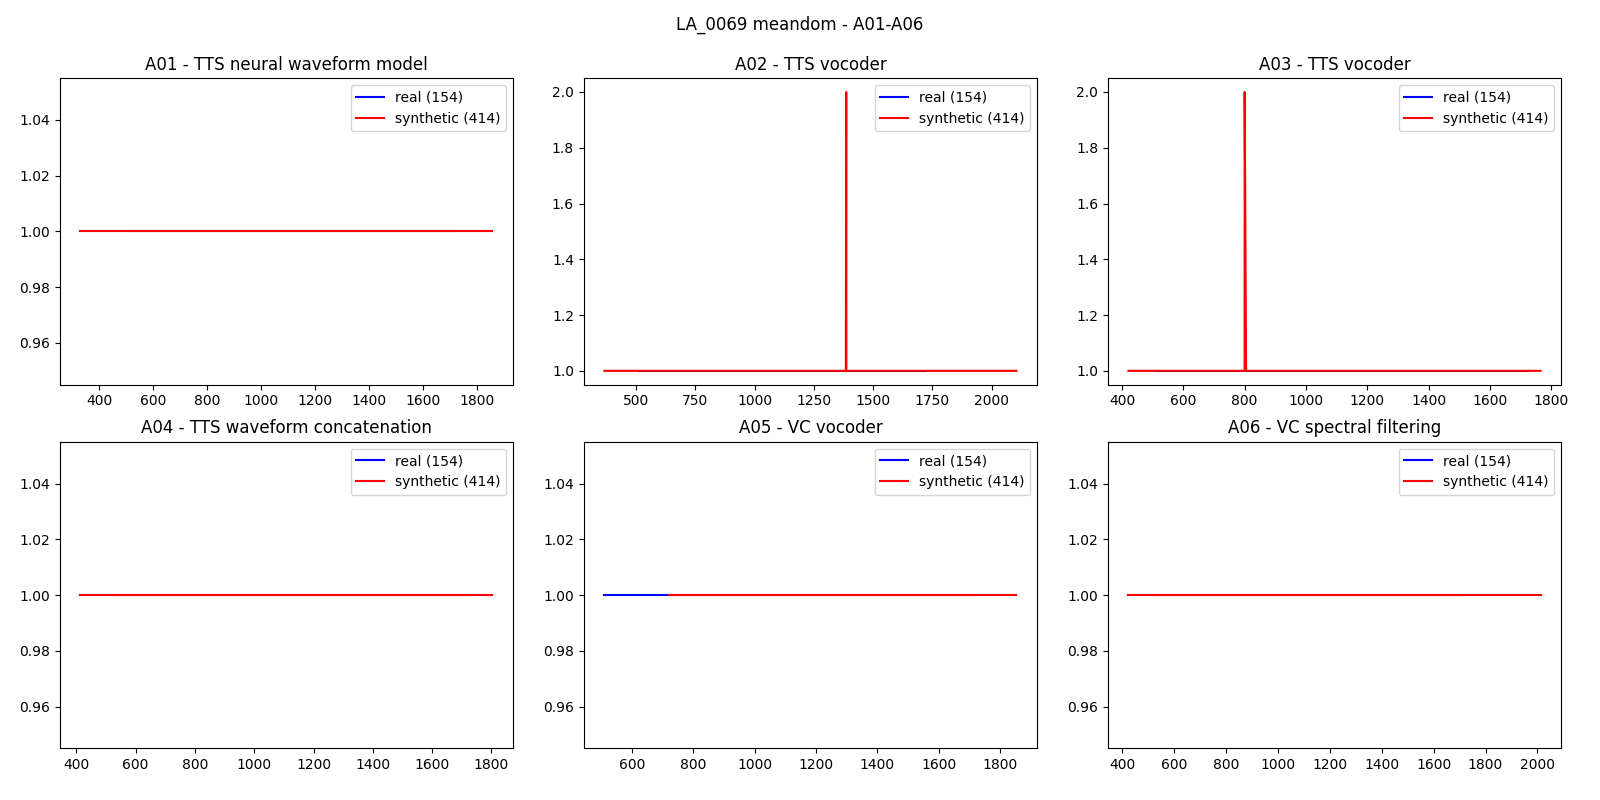 LA_0069 meandom - A01-A06
A01 - TTS neural waveform model
real (154)
synthetic (414)
1.04
1.02
1.00
0.98
0.96
400 600 800 1000 1200 1400 1600 1800
A02 - TTS vocoder
real (154)
synthetic (414)
2.0
1.8
1.6
1.4
1.2
1.0
500 750 1000 1250 1500 1750 2000
A03 - TTS vocoder
real (154)
synthetic (414)
2.0
1.8
1.6
1.4
1.2
1.0
400 600 800 1000 1200 1400 1600 1800
A04 - TTS waveform concatenation
real (154)
synthetic (414)
1.04
1.02
1.00
0.98
0.96
400 600 800 1000 1200 1400 1600 1800
A05 - VC vocoder
real (154)
synthetic (414)
1.04
1.02
1.00
0.98
0.96
600 800 1000 1200 1400 1600 1800
A06 - VC spectral filtering
real (154)
synthetic (414)
1.04
1.02
1.00
0.98
0.96
400 600 800 1000 1200 1400 1600 1800 2000